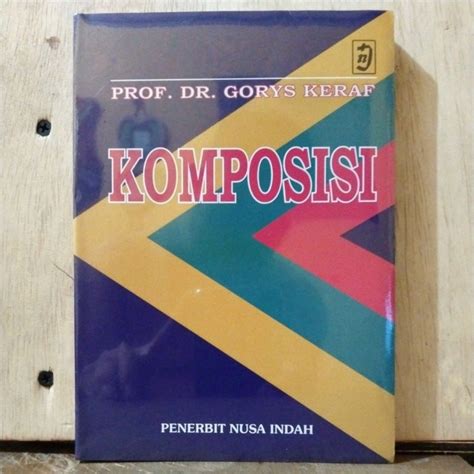 PROF. DR. GORYS KERAF
KOMPOSISI
PENERBIT NUSA INDAH